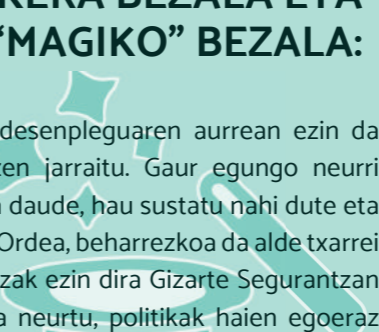 BEZALA ETA
“MAGIKO” BEZALA:
desenpleguaren aurrean ezin da
jarraitu. Gaur egungo neurri
daude, hau sustatu nahi dute eta
Ordea, beharrezkoa da alde txarrei
ezin dira Gizarte Segurantzan
neurtu, politikak haien egoeraz